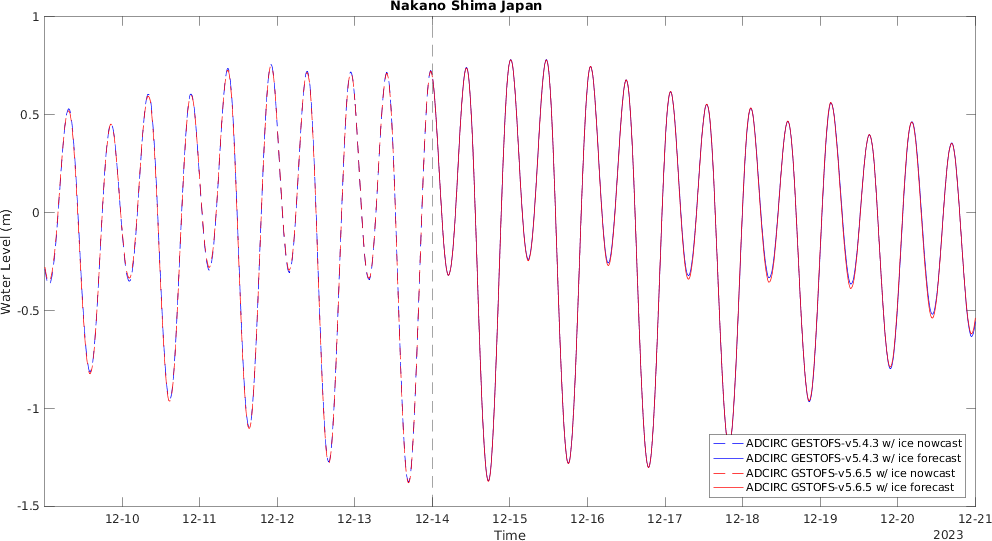 Nakano Shima Japan
1
0.5
0
-0.5
-1
-1.5
Water Level (m)
ADCIRC GESTOFS-v5.4.3 w/ ice nowcast
ADCIRC GESTOFS-v5.4.3 w/ ice forecast
ADCIRC GSTOFS-v5.6.5 w/ ice nowcast
ADCIRC GSTOFS-v5.6.5 w/ ice forecast
12-10 12-11 12-12 12-13 12-14 12-15 12-16 12-17 12-18 12-19 12-20 12-21
Time
2023